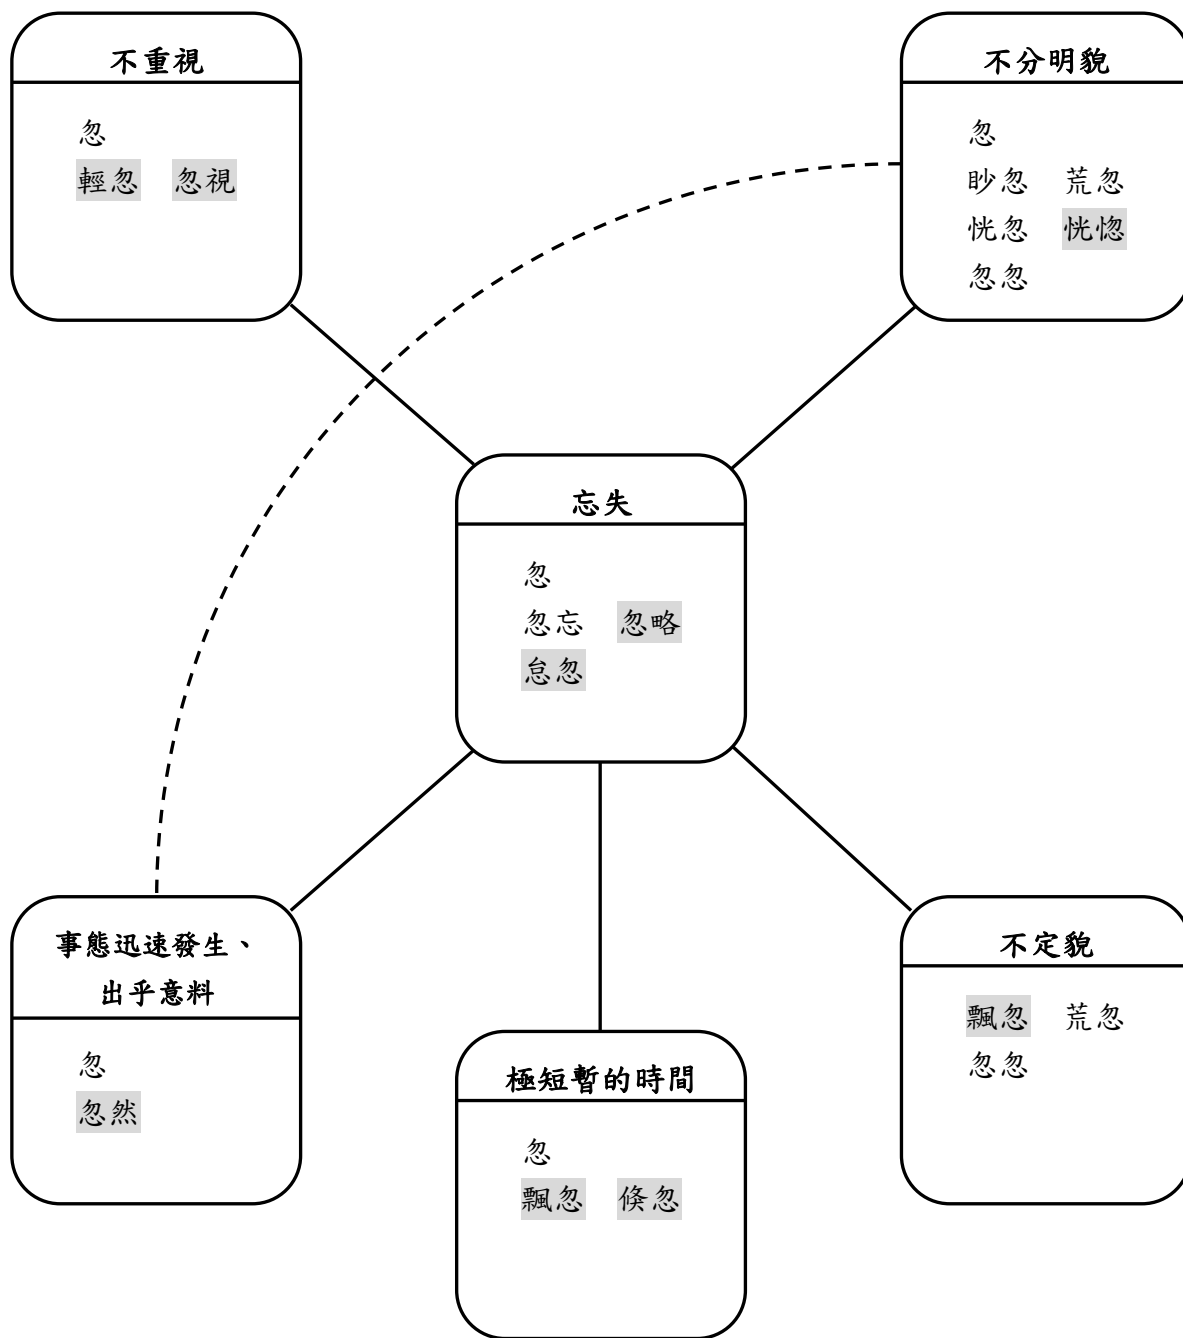 不重視
忽
輕忽 忽視
不分明貌
忽
眇忽 荒忽
恍忽 恍惚
忽忽
忘失
忽
忽忘 忽略
怠忽
事態迅速發生、
出乎意料
忽
忽然
極短暫的時間
忽
飄忽 倏忽
不定貌
飄忽 荒忽
忽忽